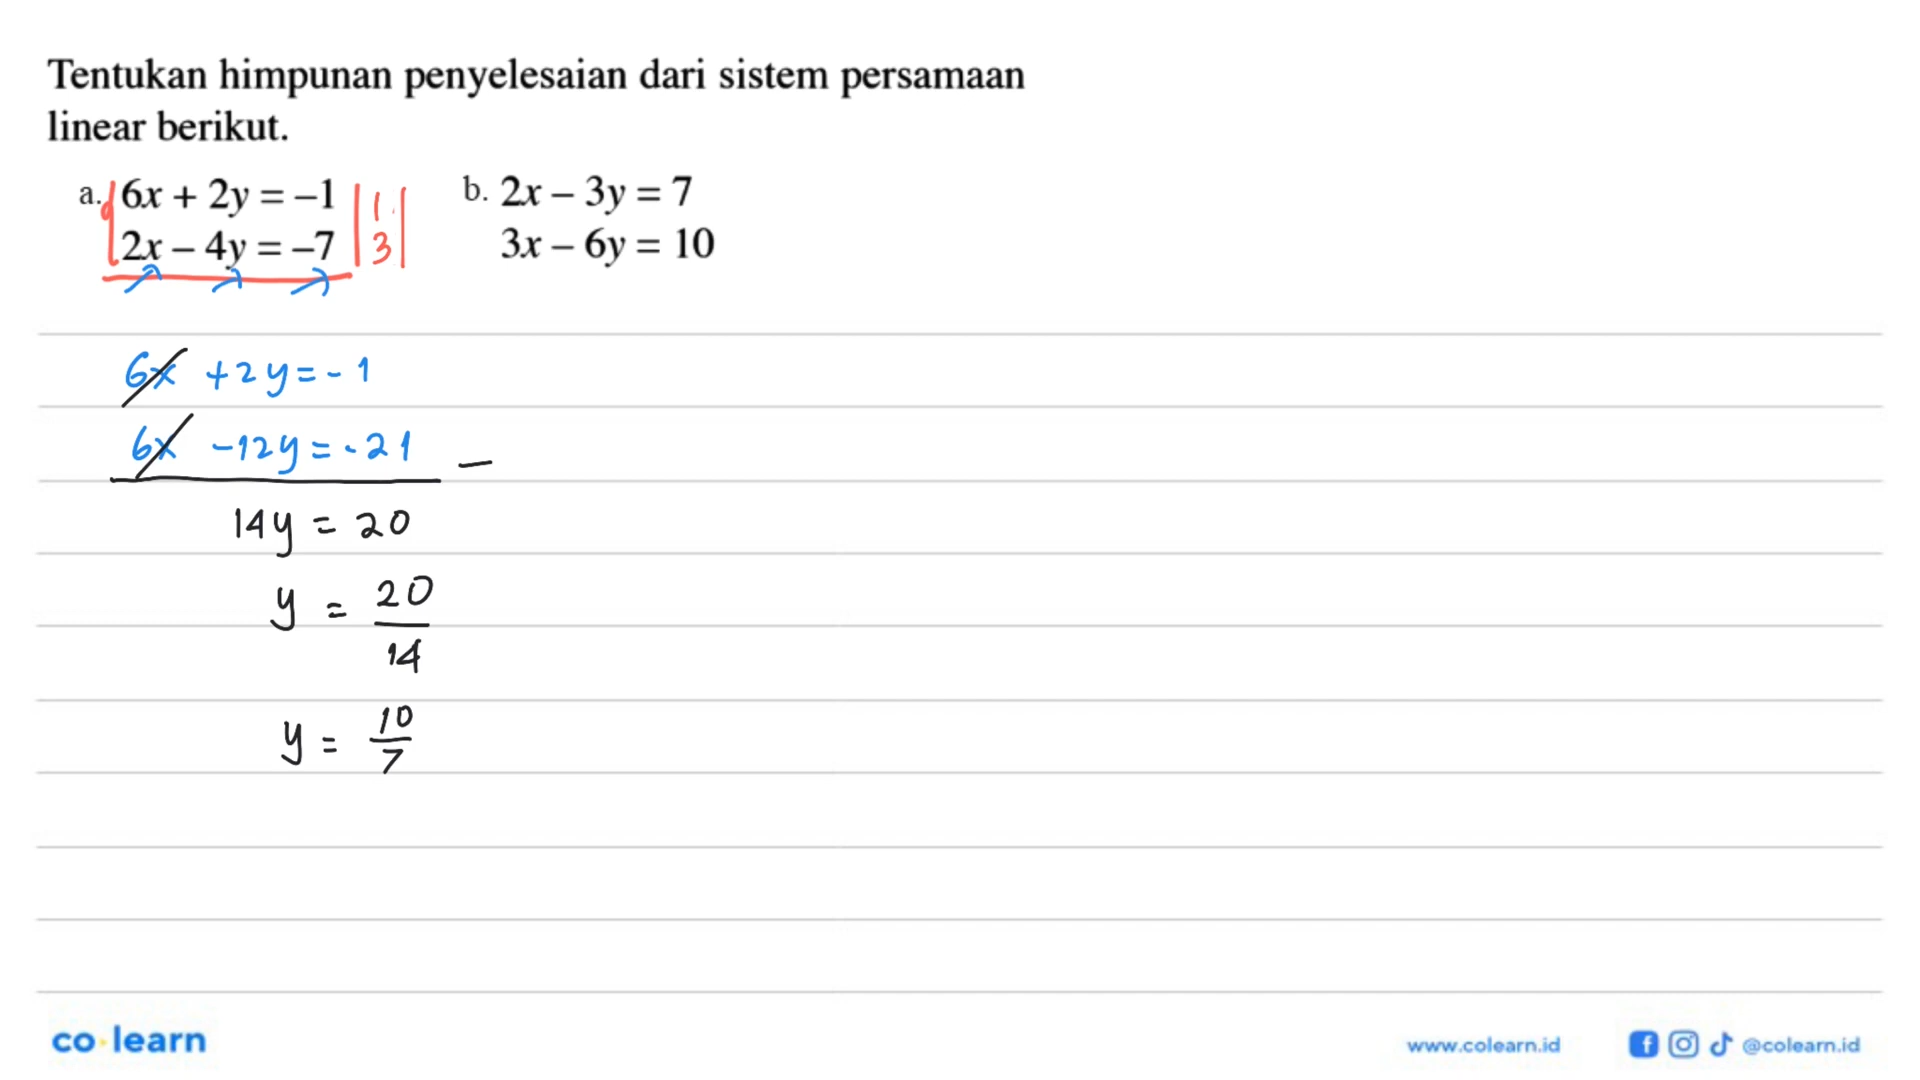 Tentukan himpunan penyelesaian dari sistem persamaan
linear berikut.
a. 6x + 2y = –1 | 1 |
2x – 4y = –7 | 3 |
b. 2x – 3y = 7
3x – 6y = 10
6x +2y = -1
6x -12y = -21 –
14y = 20
y = 20/14
y = 10/7
co learn
www.colearn.id
@colearn.id